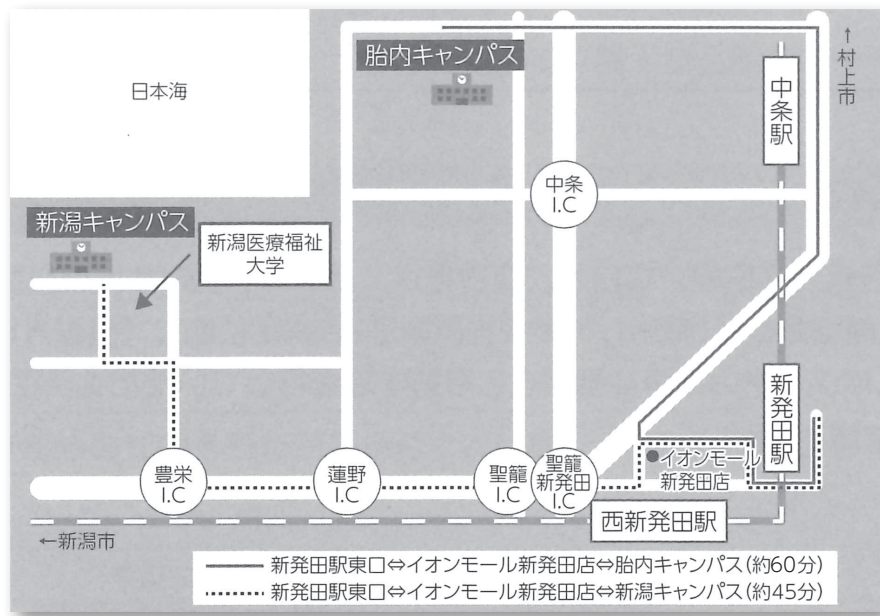 日本海
胎内キャンパス
↑村上市
中条駅
中条
I.C
新潟キャンパス
新潟医療福祉
大学
新発田駅
豊栄
I.C
蓮野
I.C
聖籠
I.C
聖籠
新発田
I.C
イオンモール
新発田店
西新発田駅
←新潟市
新発田駅東口⇔イオンモール新発田店⇔胎内キャンパス(約60分)
新発田駅東口⇔イオンモール新発田店⇔新潟キャンパス(約45分)